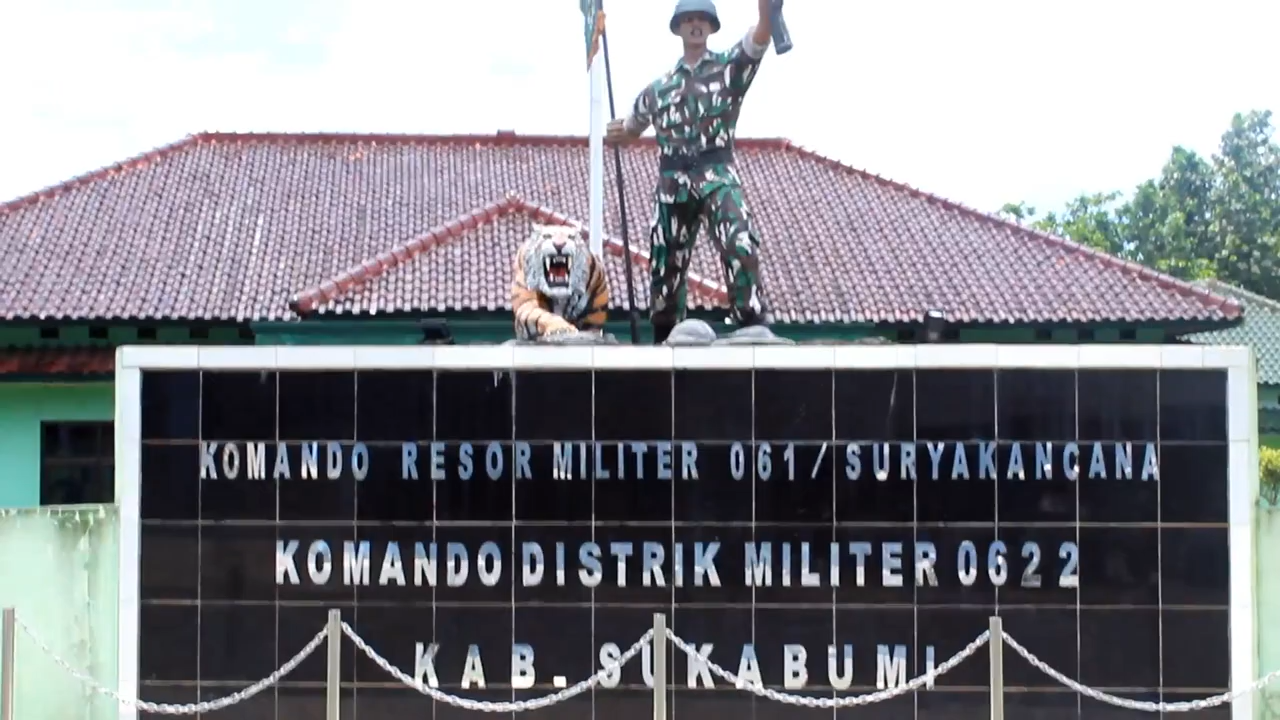 KOMANDO RESOR MILITER 061/SURYAKANCANA
KOMANDO DISTRIK MILITER 0622
KAB. SUKABUMI